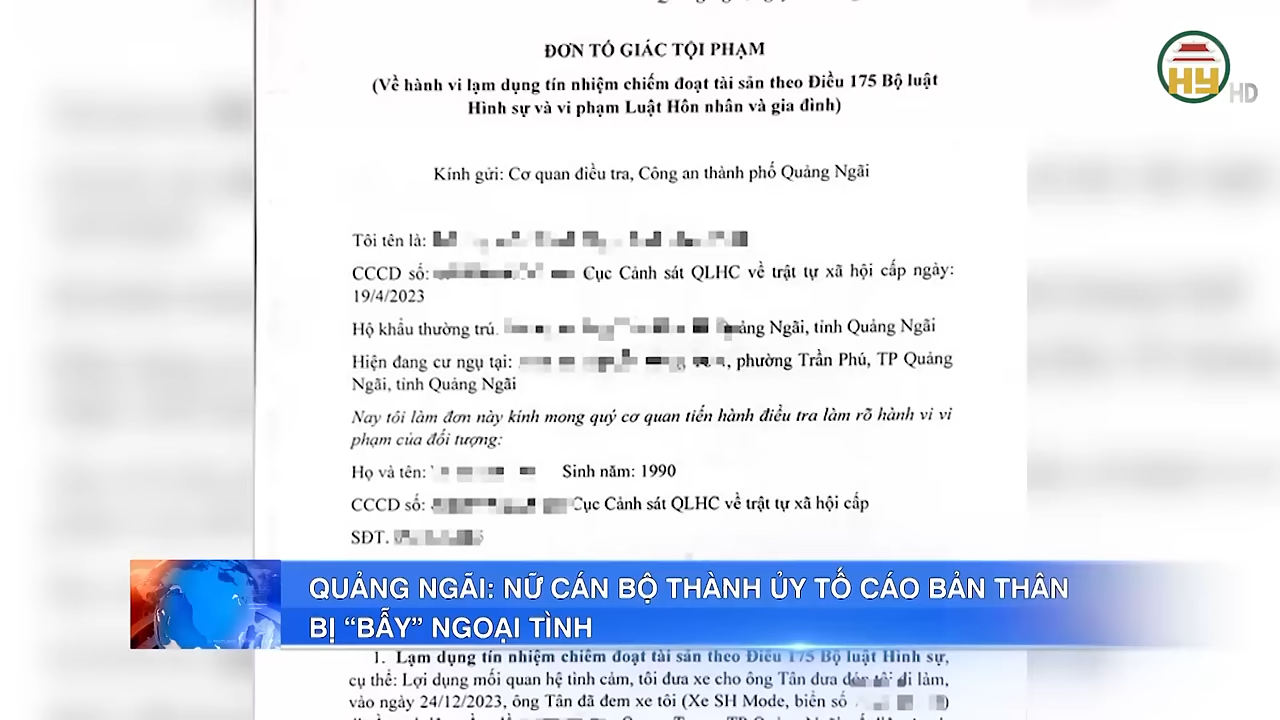 ĐƠN TỐ GIÁC TỘI PHẠM
(Về hành vi lạm dụng tín nhiệm chiếm đoạt tài sản theo Điều 175 Bộ luật
Hình sự và vi phạm Luật Hôn nhân và gia đình)
HY HD
Kính gửi: Cơ quan điều tra, Công an thành phố Quảng Ngãi
Tôi tên là:
CCCD số: Cục Cảnh sát QLHC về trật tự xã hội cấp ngày:
19/4/2023
Hộ khẩu thường trú. Quảng Ngãi, tỉnh Quảng Ngãi
Hiện đang cư ngụ tại: , phường Trần Phú, TP Quảng
Ngãi, tỉnh Quảng Ngãi
Nay tôi làm đơn này kính mong quý cơ quan tiến hành điều tra làm rõ hành vi vi
phạm của đối tượng:
Họ và tên: Sinh năm: 1990
CCCD số: Cục Cảnh sát QLHC về trật tự xã hội cấp
SĐT.
QUẢNG NGÃI: NỮ CÁN BỘ THÀNH ỦY TỐ CÁO BẢN THÂN
BỊ “BẪY” NGOẠI TÌNH
1. Lạm dụng tín nhiệm chiếm đoạt tài sản theo Điều 175 Bộ luật Hình sự,
cụ thể: Lợi dụng mối quan hệ tình cảm, tôi đưa xe cho ông Tân đưa đón tôi đi làm,
vào ngày 24/12/2023, ông Tân đã đem xe tôi (Xe SH Mode, biển số )